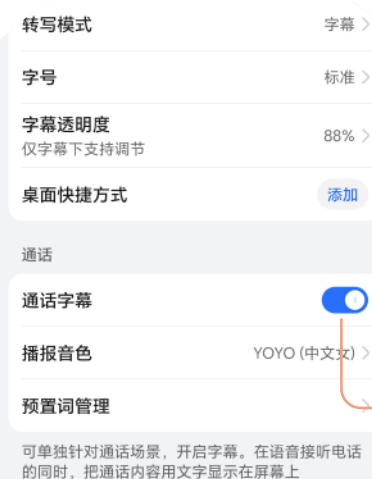 转写模式 字幕
字号 标准
字幕透明度
仅字幕下支持调节 88%
桌面快捷方式 添加
通话
通话字幕
播报音色 YOYO (中文女)
预置词管理
可单独针对通话场景，开启字幕。在语音接听电话
的同时，把通话内容用文字显示在屏幕上